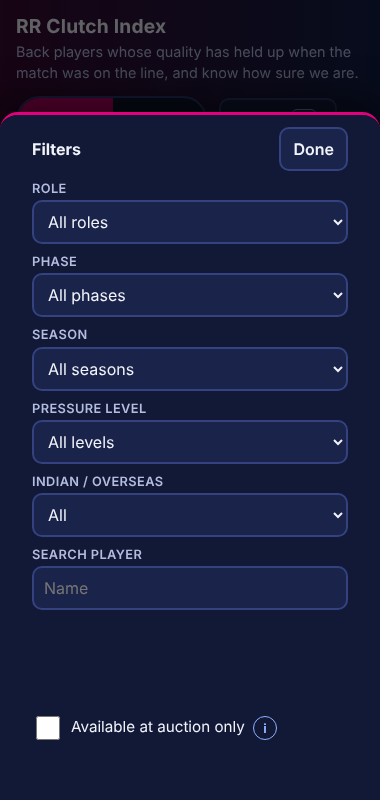 RR Clutch Index
Back players whose quality has held up when the
match was on the line, and know how sure we are.
Filters
Done
ROLE
All roles
PHASE
All phases
SEASON
All seasons
PRESSURE LEVEL
All levels
INDIAN / OVERSEAS
All
SEARCH PLAYER
Name
Available at auction only i